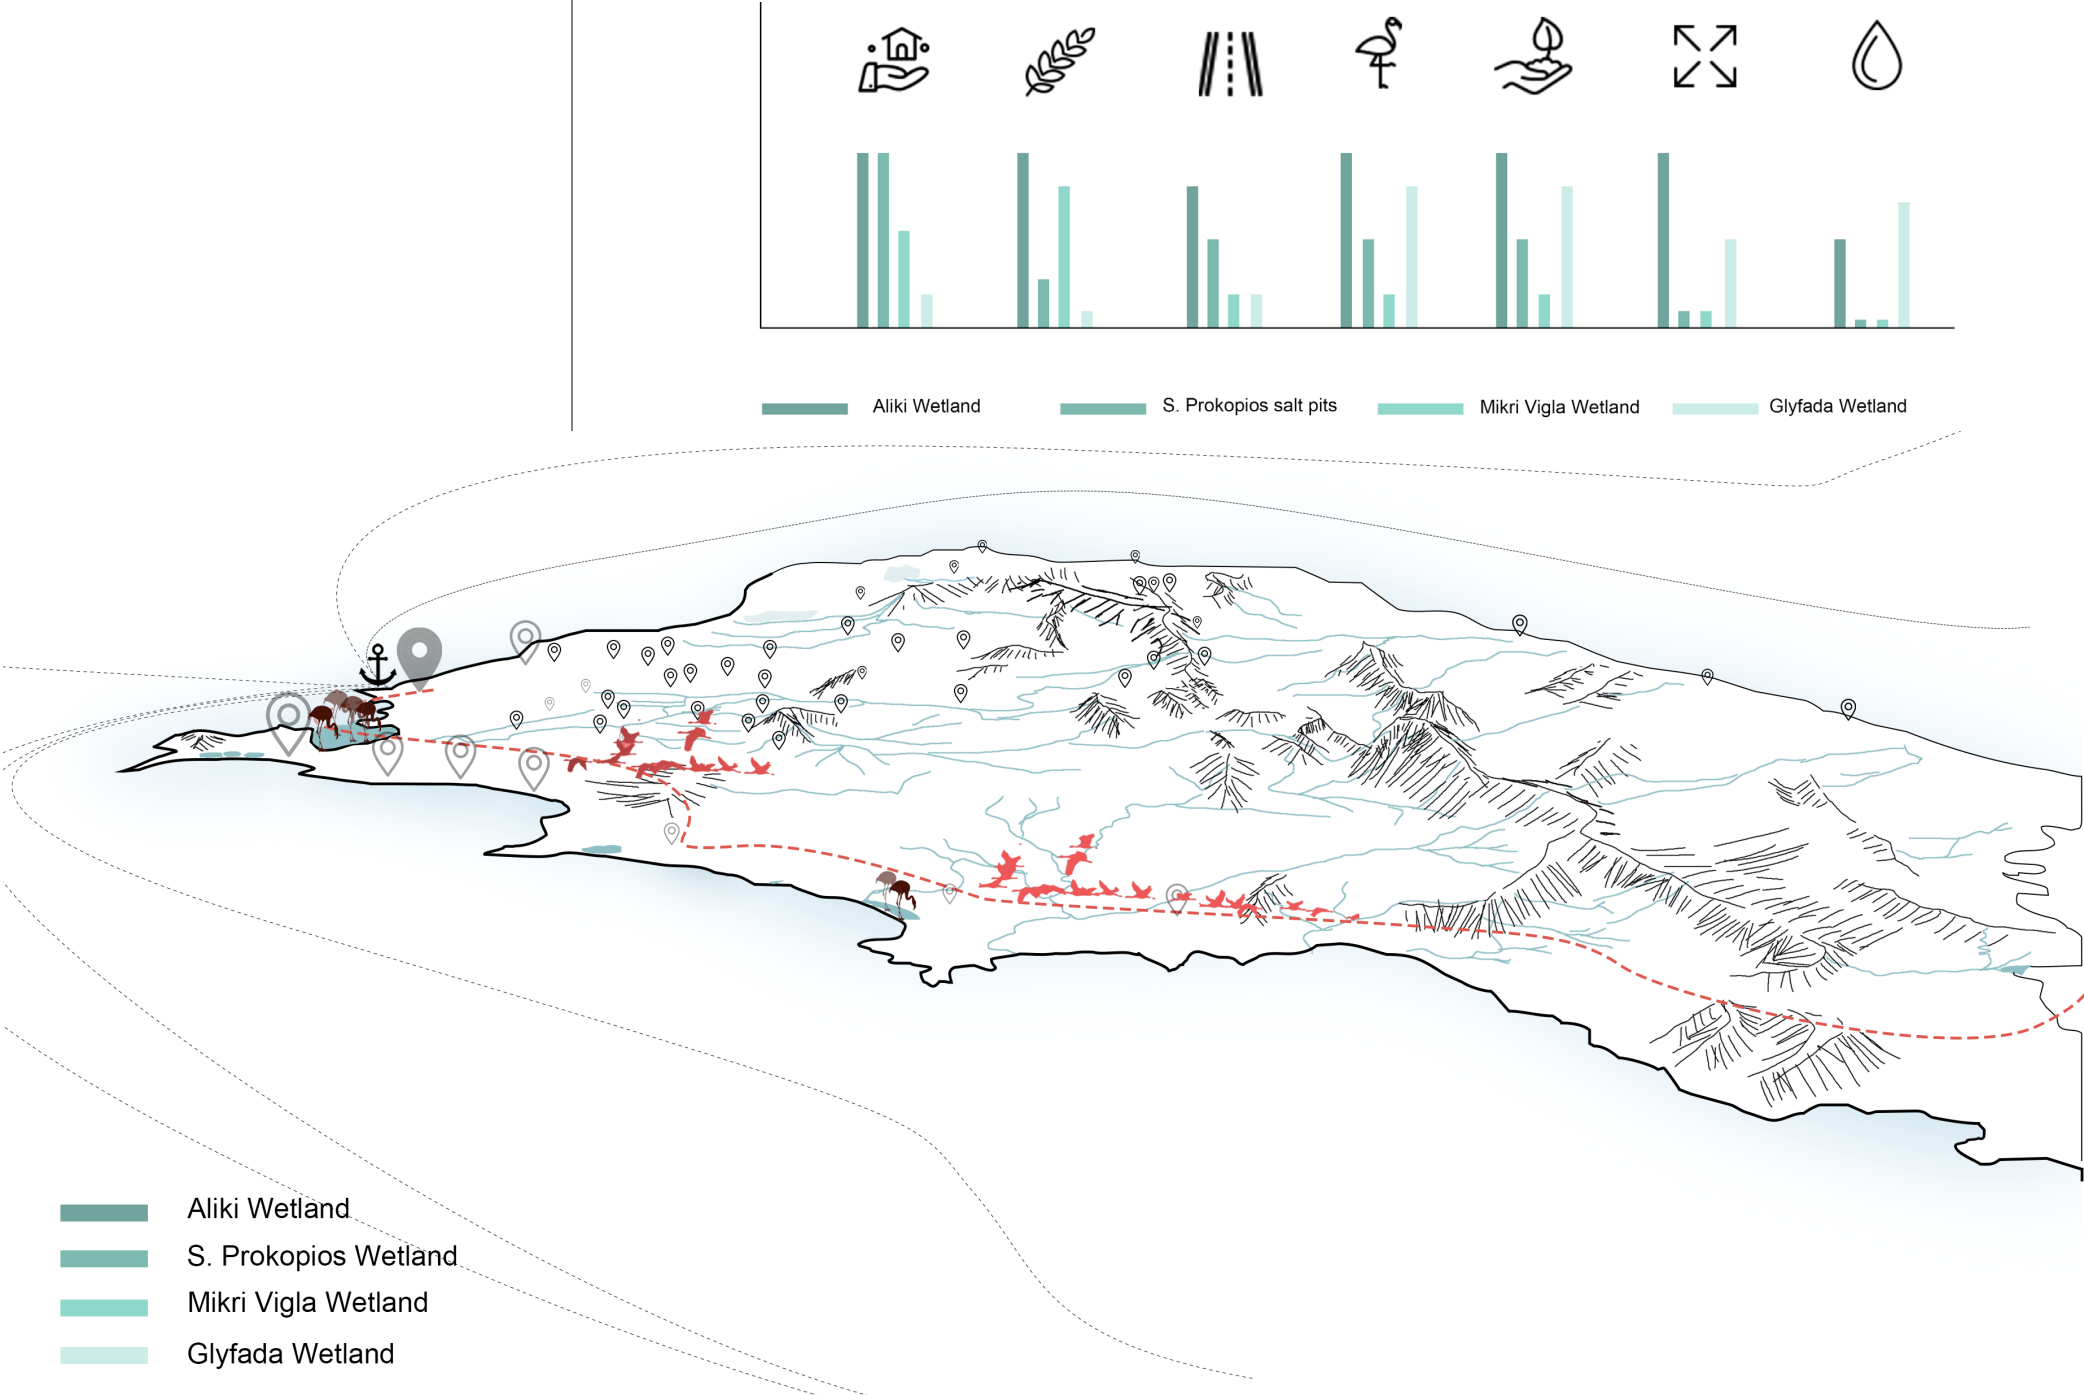 Aliki Wetland
S. Prokopios salt pits
Mikri Vigla Wetland
Glyfada Wetland
Aliki Wetland
S. Prokopios Wetland
Mikri Vigla Wetland
Glyfada Wetland